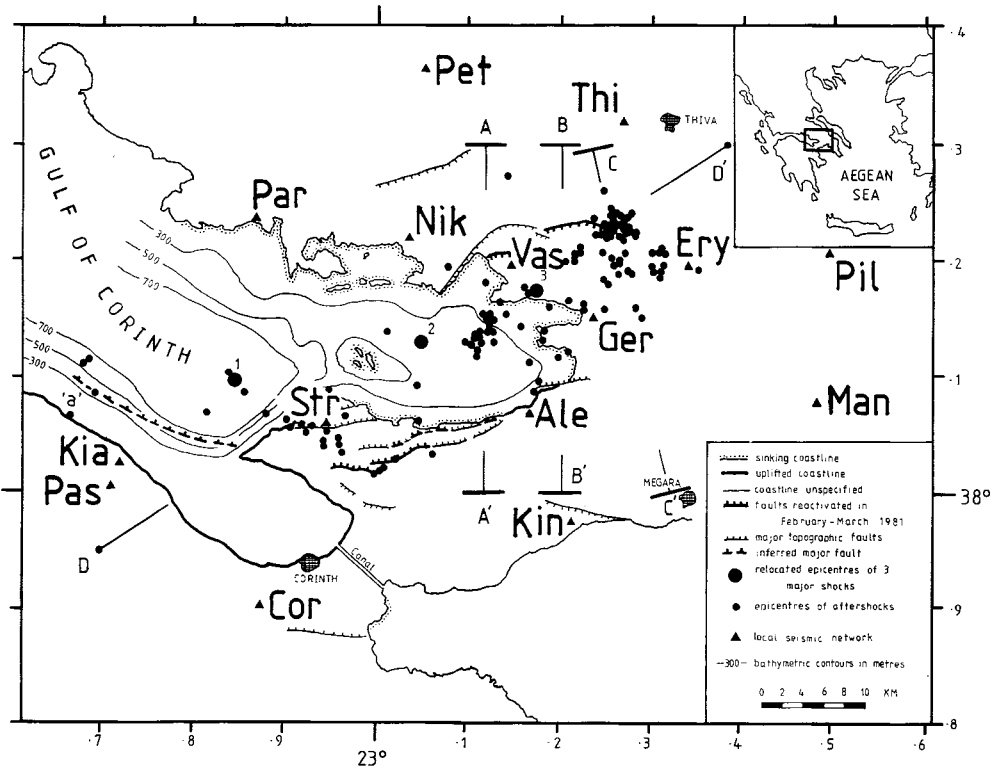 .4
Pet
Thi
THIVA
A
B
C
.3
D'
AEGEAN
SEA
GULF OF CORINTH
Par
Nik
Vas
Ery
Pil
.2
300
500
700
3
2
1
Ger
700
500
300
.1
'a'
Str
Ale
Man
Kia
Pas
MEGARA
B'
C'
A'
Kin
38°
D
Canal
CORINTH
Cor
.9
sinking coastline
uplifted coastline
coastline unspecified
faults reactivated in
February-March 1981
major topographic faults
inferred major fault
relocated epicentres of 3
major shocks
epicentres of aftershocks
local seismic network
-300- bathymetric contours in metres
0 2 4 6 8 10 KM
.8
.7 .8 .9 23° .1 .2 .3 .4 .5 .6